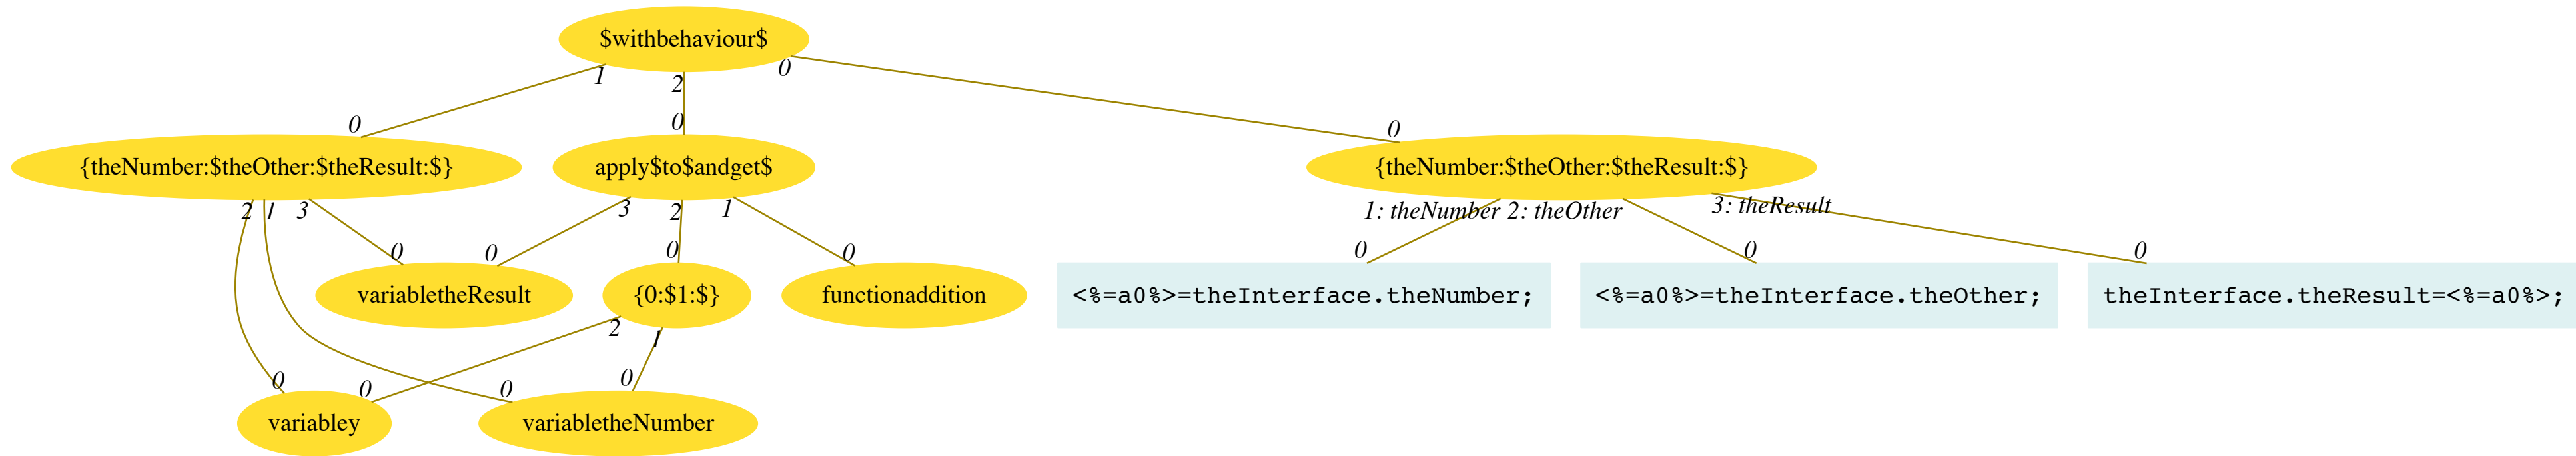 $withbehaviour$
1
2
0
0
0
0
{theNumber:$theOther:$theResult:$}
apply$to$andget$
{theNumber:$theOther:$theResult:$}
2
1
3
3
2
1
1: theNumber
2: theOther
3: theResult
0
0
0
0
0
0
0
variabletheResult
{0:$1:$}
functionaddition
<%=a0%>=theInterface.theNumber;
<%=a0%>=theInterface.theOther;
theInterface.theResult=<%=a0%>;
2
1
0
0
0
0
variabley
variabletheNumber